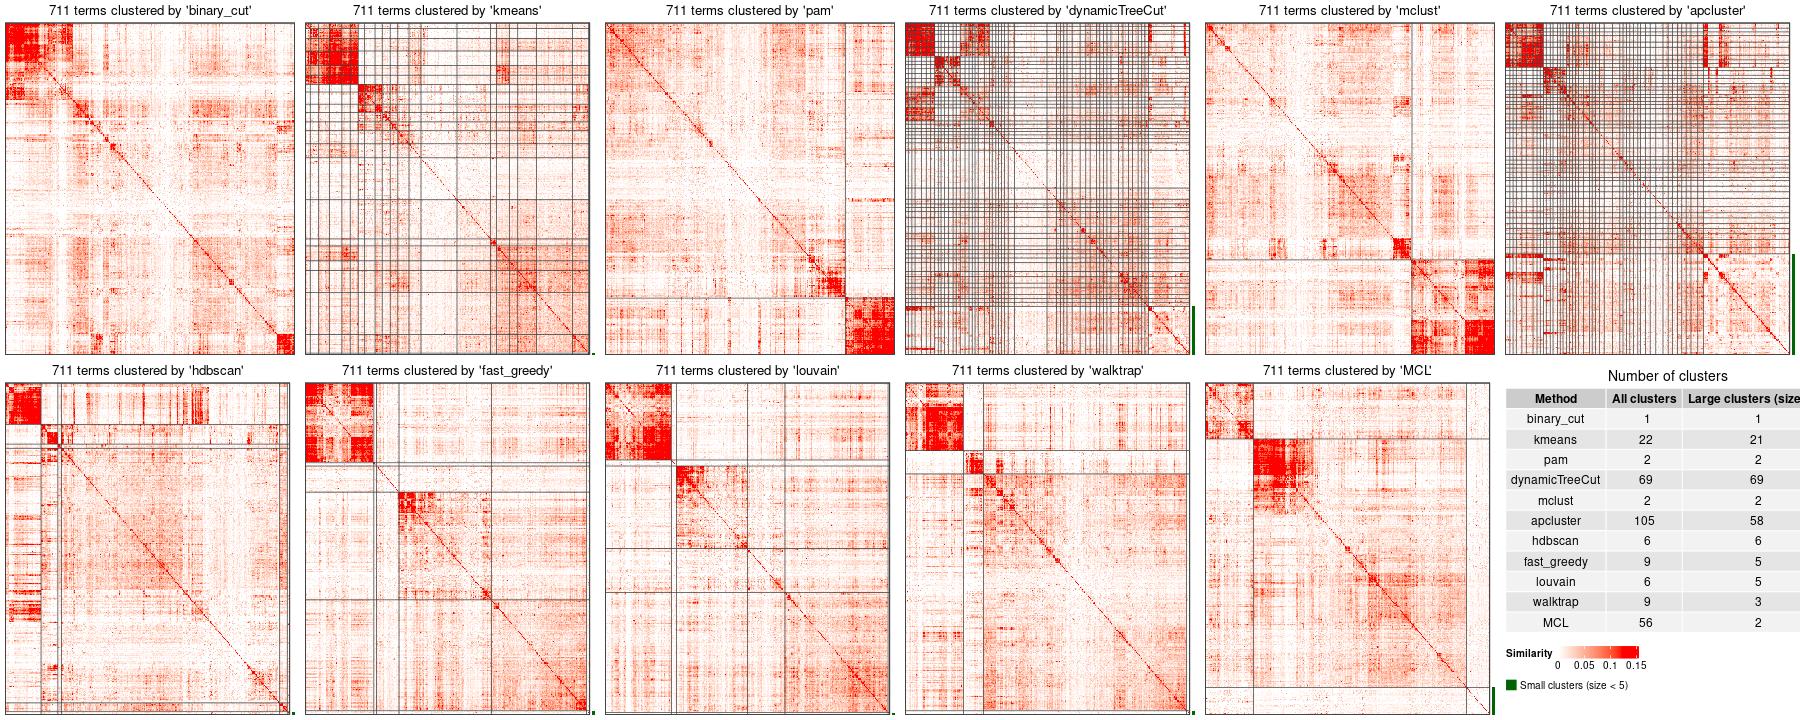 711 terms clustered by 'binary_cut'
711 terms clustered by 'kmeans'
711 terms clustered by 'pam'
711 terms clustered by 'dynamicTreeCut'
711 terms clustered by 'mclust'
711 terms clustered by 'apcluster'
711 terms clustered by 'hdbscan'
711 terms clustered by 'fast_greedy'
711 terms clustered by 'louvain'
711 terms clustered by 'walktrap'
711 terms clustered by 'MCL'
Number of clusters
Method All clusters Large clusters (size
binary_cut 1 1
kmeans 22 21
pam 2 2
dynamicTreeCut 69 69
mclust 2 2
apcluster 105 58
hdbscan 6 6
fast_greedy 9 5
louvain 6 5
walktrap 9 3
MCL 56 2
Similarity
0 0.05 0.1 0.15
Small clusters (size < 5)